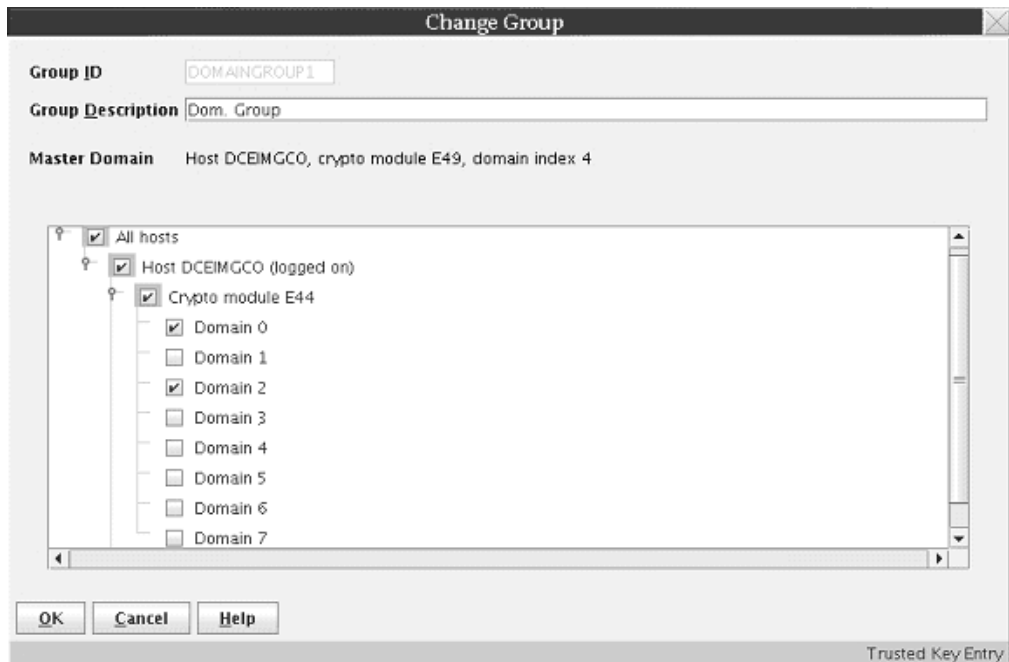 Change Group
Group ID DOMAINGROUP1
Group Description Dom. Group
Master Domain Host DCEIMGCO, crypto module E49, domain index 4
All hosts
Host DCEIMGCO (logged on)
Crypto module E44
Domain 0
Domain 1
Domain 2
Domain 3
Domain 4
Domain 5
Domain 6
Domain 7
OK Cancel Help
Trusted Key Entry